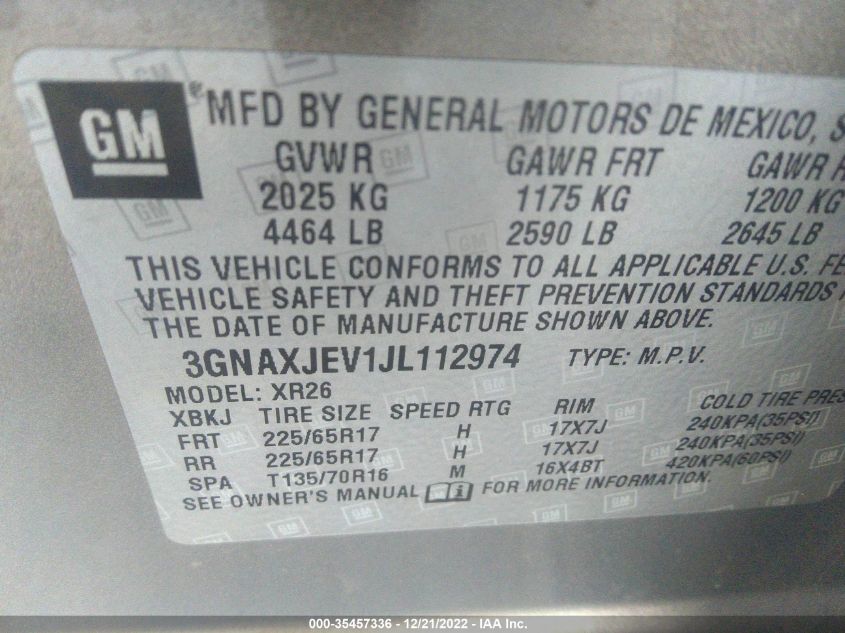 GM ® MFD BY GENERAL MOTORS DE MEXICO, S
GVWR GAWR FRT GAWR R
2025 KG 1175 KG 1200 KG
4464 LB 2590 LB 2645 LB
THIS VEHICLE CONFORMS TO ALL APPLICABLE U.S. FE
VEHICLE SAFETY AND THEFT PREVENTION STANDARDS
THE DATE OF MANUFACTURE SHOWN ABOVE.
3GNAXJEV1JL112974 TYPE: M.P.V.
MODEL: XR26
XBKJ TIRE SIZE SPEED RTG RIM COLD TIRE PRES
FRT 225/65R17 H 17X7J 240KPA(35PSI)
RR 225/65R17 H 17X7J 240KPA(35PSI)
SPA T135/70R16 M 16X4BT 420KPA(60PSI)
SEE OWNER'S MANUAL FOR MORE INFORMATION.
000-35457336 - 12/21/2022 - IAA Inc.